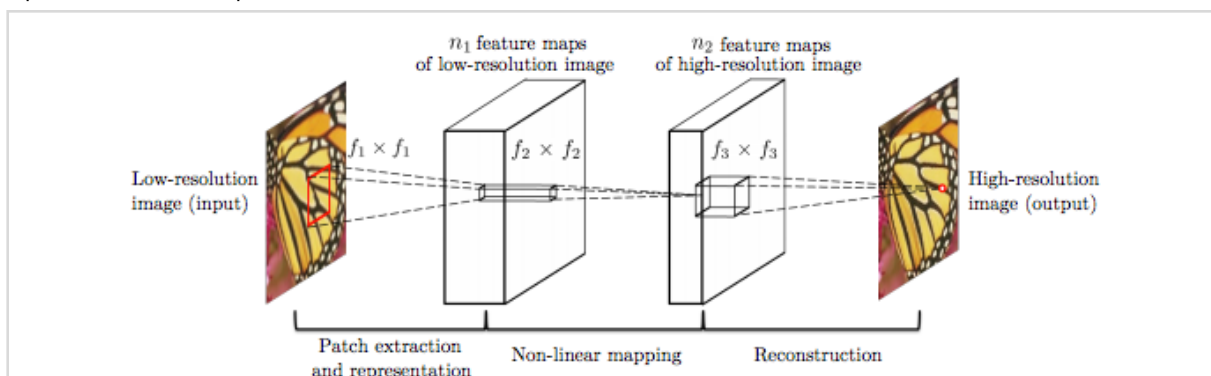 n₁ feature maps
of low-resolution image
n₂ feature maps
of high-resolution image
f₁ × f₁
f₂ × f₂
f₃ × f₃
Low-resolution
image (input)
High-resolution
image (output)
Patch extraction
and representation
Non-linear mapping
Reconstruction